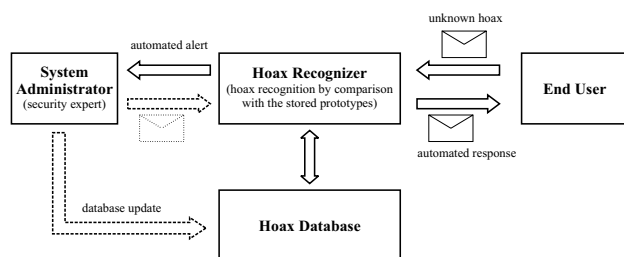 unknown hoax
automated alert
System
Administrator
(security expert)
Hoax Recognizer
(hoax recognition by comparison
with the stored prototypes)
End User
automated response
database update
Hoax Database